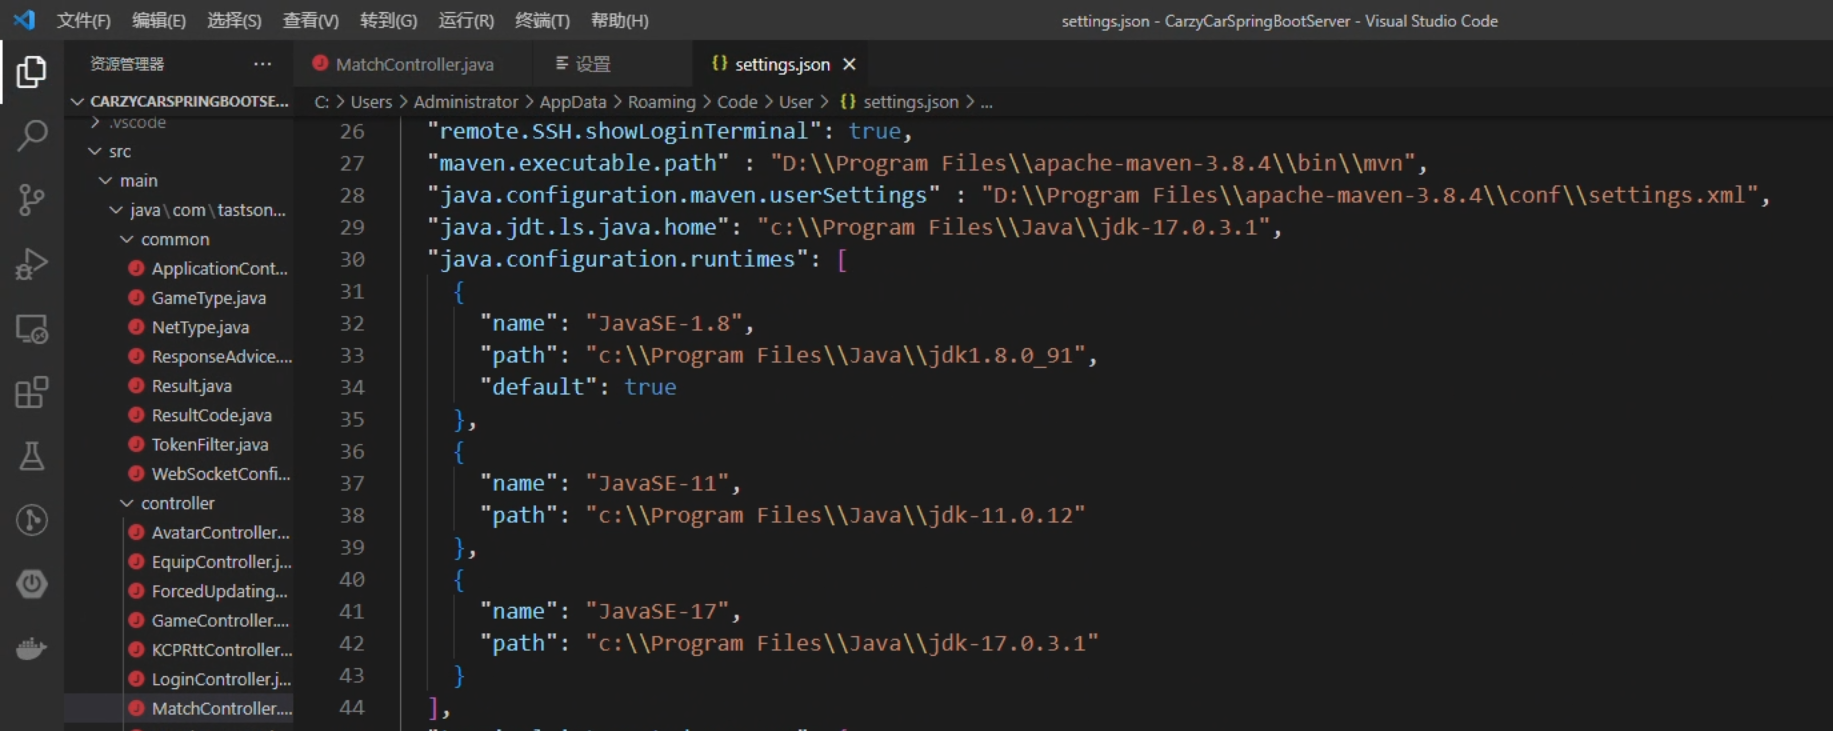 文件(F) 编辑(E) 选择(S) 查看(V) 转到(G) 运行(R) 终端(T) 帮助(H)
settings.json - CarzyCarSpringBootServer - Visual Studio Code
资源管理器 ...
CARZYCARSPRINGBOOTSE...
.vscode
src
main
java\com\tastson...
common
ApplicationCont...
GameType.java
NetType.java
ResponseAdvice....
Result.java
ResultCode.java
TokenFilter.java
WebSocketConfi...
controller
AvatarController...
EquipController.j...
ForcedUpdating...
GameController....
KCPRttController...
LoginController.j...
MatchController....
MatchController.java
设置
{} settings.json ×
C: > Users > Administrator > AppData > Roaming > Code > User > {} settings.json > ...
26 "remote.SSH.showLoginTerminal": true,
27 "maven.executable.path" : "D:\\Program Files\\apache-maven-3.8.4\\bin\\mvn",
28 "java.configuration.maven.userSettings" : "D:\\Program Files\\apache-maven-3.8.4\\conf\\settings.xml",
29 "java.jdt.ls.java.home": "c:\\Program Files\\Java\\jdk-17.0.3.1",
30 "java.configuration.runtimes": [
31 {
32 "name": "JavaSE-1.8",
33 "path": "c:\\Program Files\\Java\\jdk1.8.0_91",
34 "default": true
35 },
36 {
37 "name": "JavaSE-11",
38 "path": "c:\\Program Files\\Java\\jdk-11.0.12"
39 },
40 {
41 "name": "JavaSE-17",
42 "path": "c:\\Program Files\\Java\\jdk-17.0.3.1"
43 }
44 ],